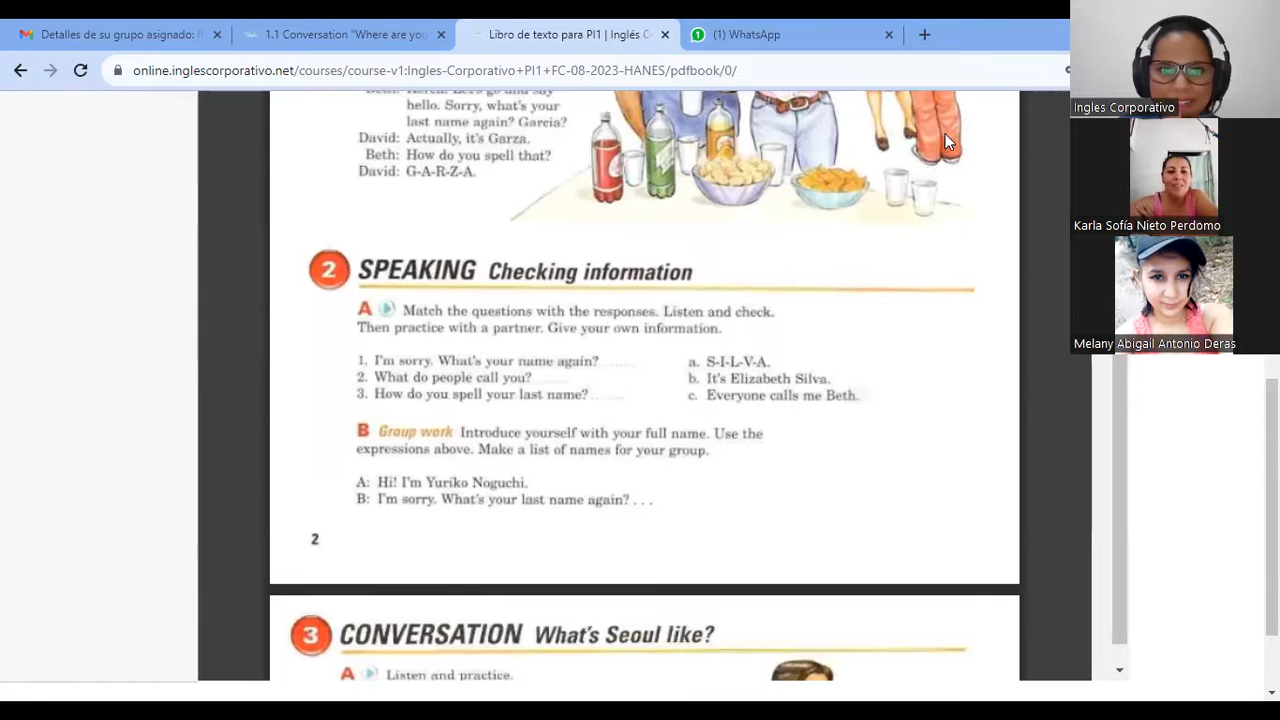 Detalles de su grupo asignado: I
1.1 Conversation "Where are you
Libro de texto para PI1 | Inglés C
(1) WhatsApp
online.inglescorporativo.net/courses/course-v1:Ingles-Corporativo+PI1+FC-08-2023-HANES/pdfbook/0/
Ingles Corporativo
Karla Sofía Nieto Perdomo
Melany Abigail Antonio Deras
hello. Sorry, what's your
last name again? Garcia?
David: Actually, it's Garza.
Beth: How do you spell that?
David: G-A-R-Z-A.
2 SPEAKING Checking information
A Match the questions with the responses. Listen and check.
Then practice with a partner. Give your own information.
1. I'm sorry. What's your name again? ........
2. What do people call you? ........
3. How do you spell your last name? ........
a. S-I-L-V-A.
b. It's Elizabeth Silva.
c. Everyone calls me Beth.
B Group work Introduce yourself with your full name. Use the
expressions above. Make a list of names for your group.
A: Hi! I'm Yuriko Noguchi.
B: I'm sorry. What's your last name again? . . .
2
3 CONVERSATION What's Seoul like?
A Listen and practice.